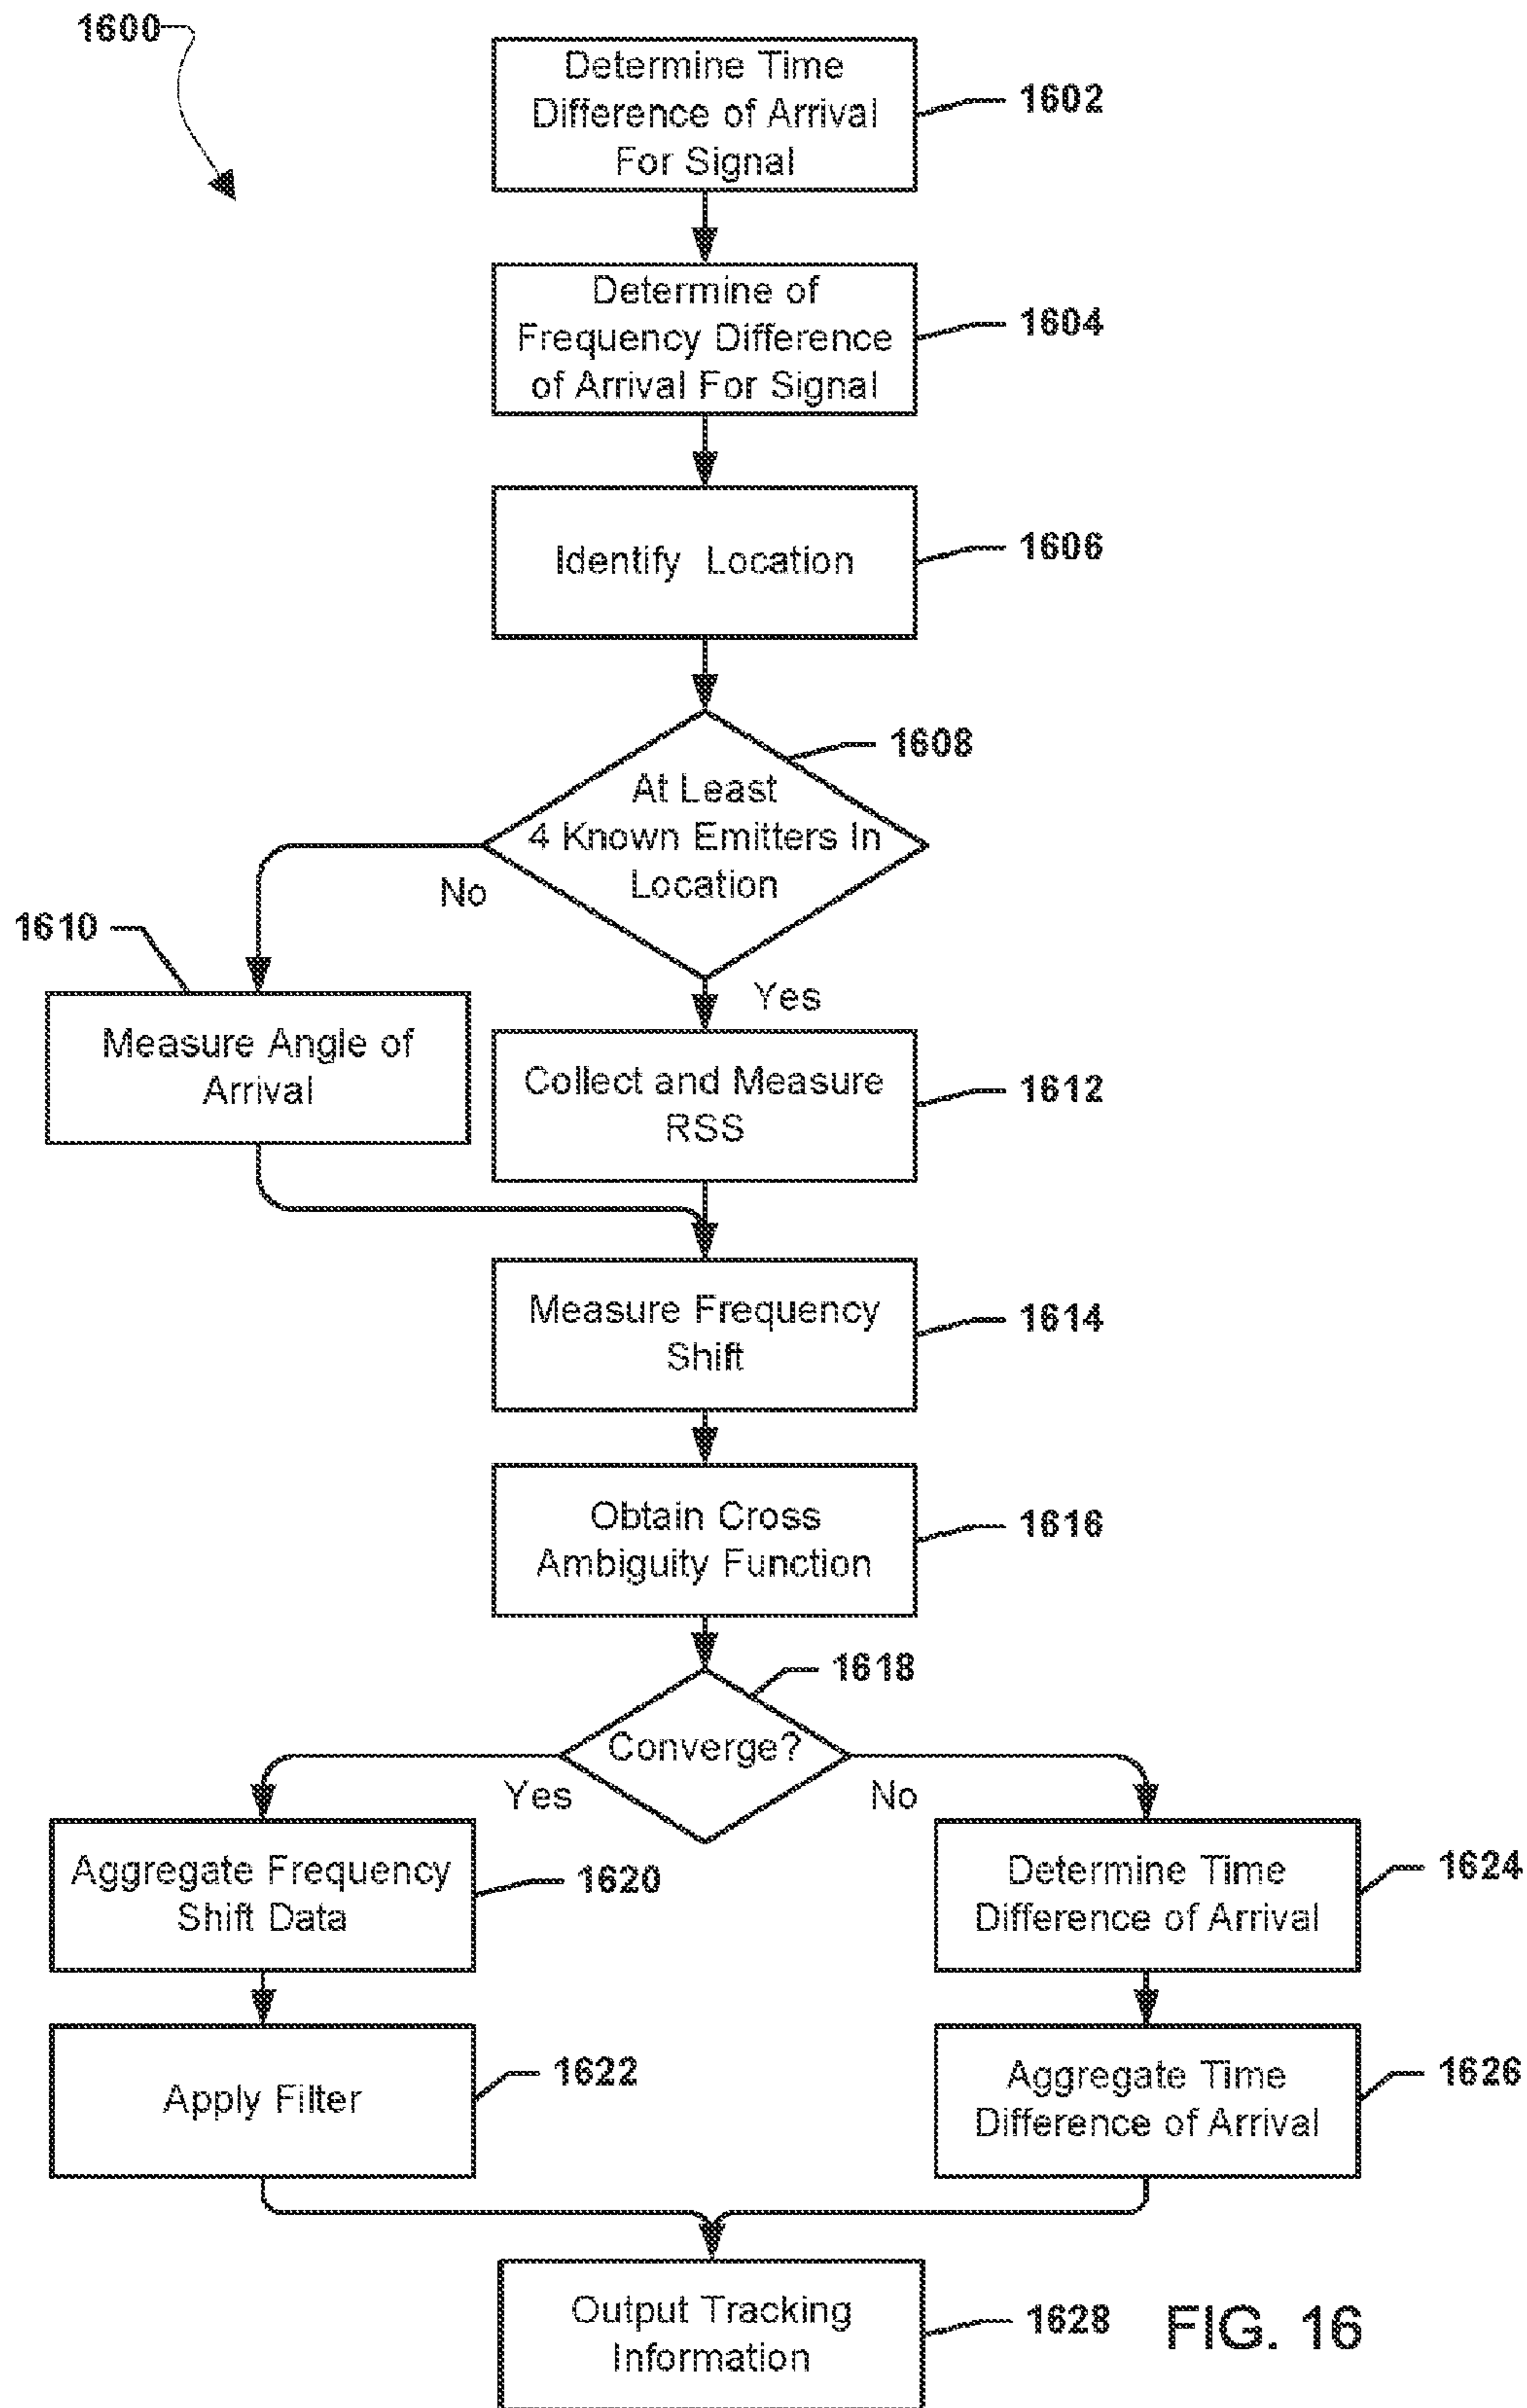 1600
Determine Time
Difference of Arrival
For Signal
1602
Determine of
Frequency Difference
of Arrival For Signal
1604
Identify Location
1606
1608
At Least
4 Known Emitters In
Location
No
Yes
1610
Measure Angle of
Arrival
Collect and Measure
RSS
1612
Measure Frequency
Shift
1614
Obtain Cross
Ambiguity Function
1616
1618
Converge?
Yes
No
Aggregate Frequency
Shift Data
1620
Determine Time
Difference of Arrival
1624
Apply Filter
1622
Aggregate Time
Difference of Arrival
1626
Output Tracking
Information
1628
FIG. 16